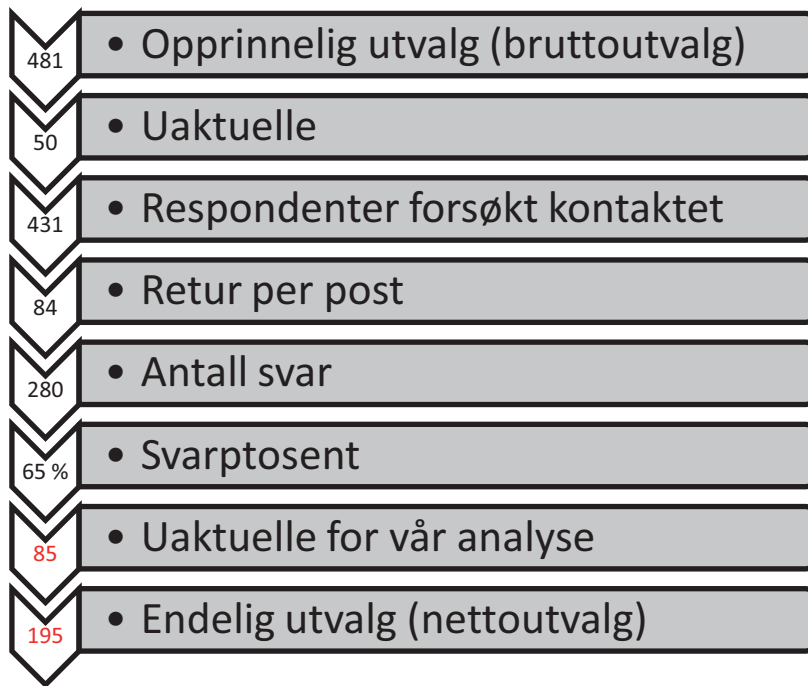 481 • Opprinnelig utvalg (bruttoutvalg)
50 • Uaktuelle
431 • Respondenter forsøkt kontaktet
84 • Retur per post
280 • Antall svar
65 % • Svarptosent
85 • Uaktuelle for vår analyse
195 • Endelig utvalg (nettoutvalg)